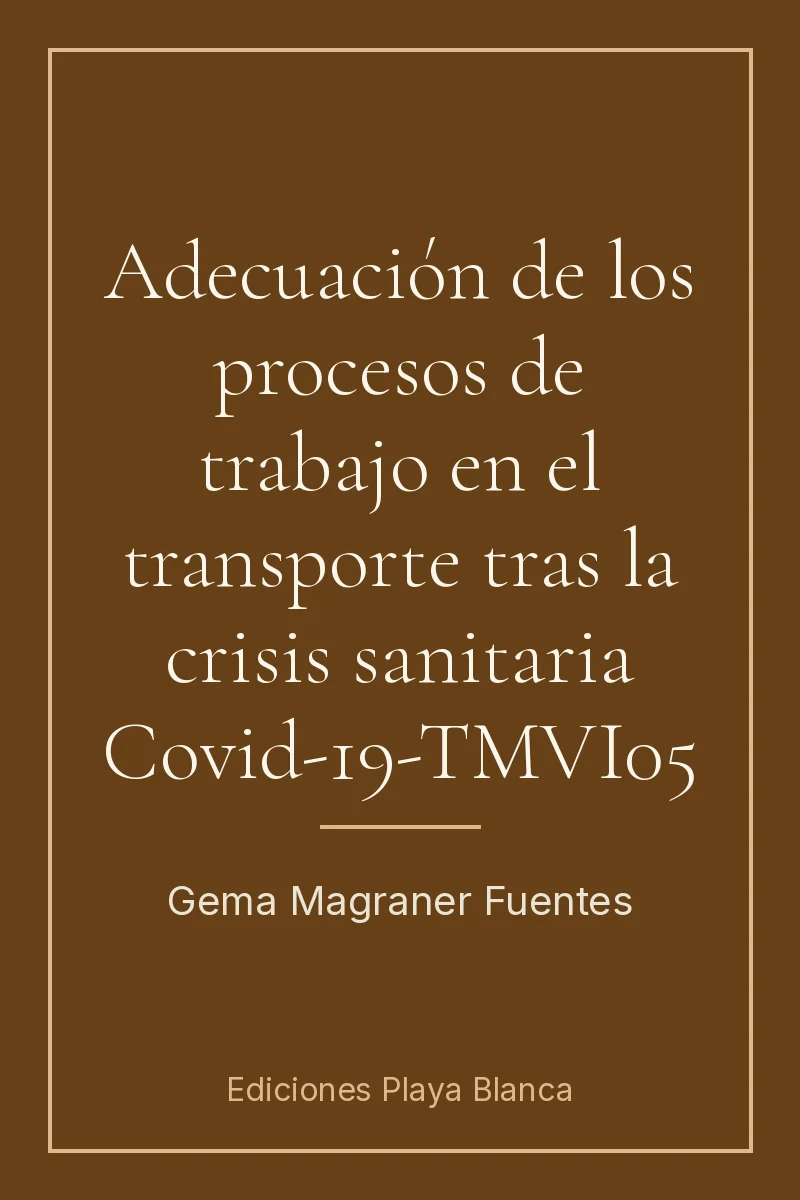 Adecuación de los
procesos de
trabajo en el
transporte tras la
crisis sanitaria
Covid-19-TMVI05
Gema Magraner Fuentes
Ediciones Playa Blanca